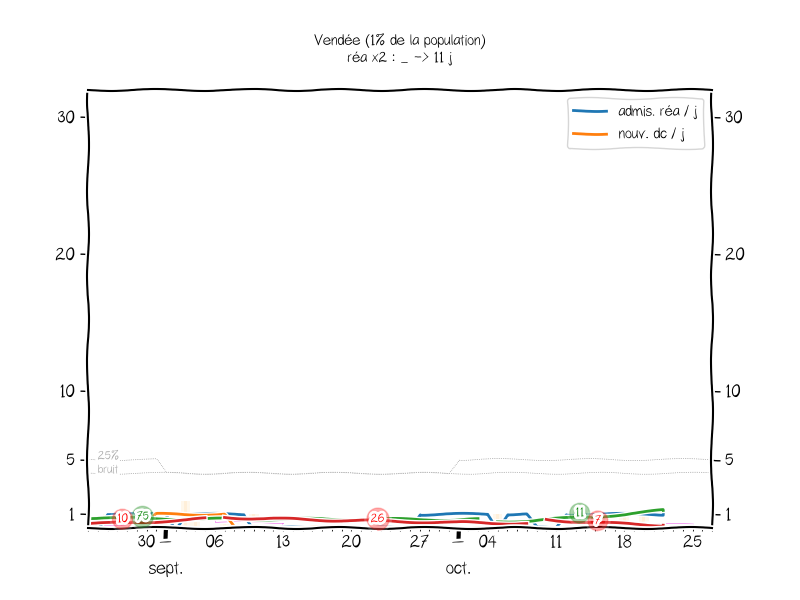 Vendée (1% de la population)
réa x2 : _ -> 11 j
admis. réa / j
nouv. dc / j
30 30
20 20
10 10
5 5
1 1
25%
bruit
10 75 26 11 7
30 06 13 20 27 04 11 18 25
sept. oct.